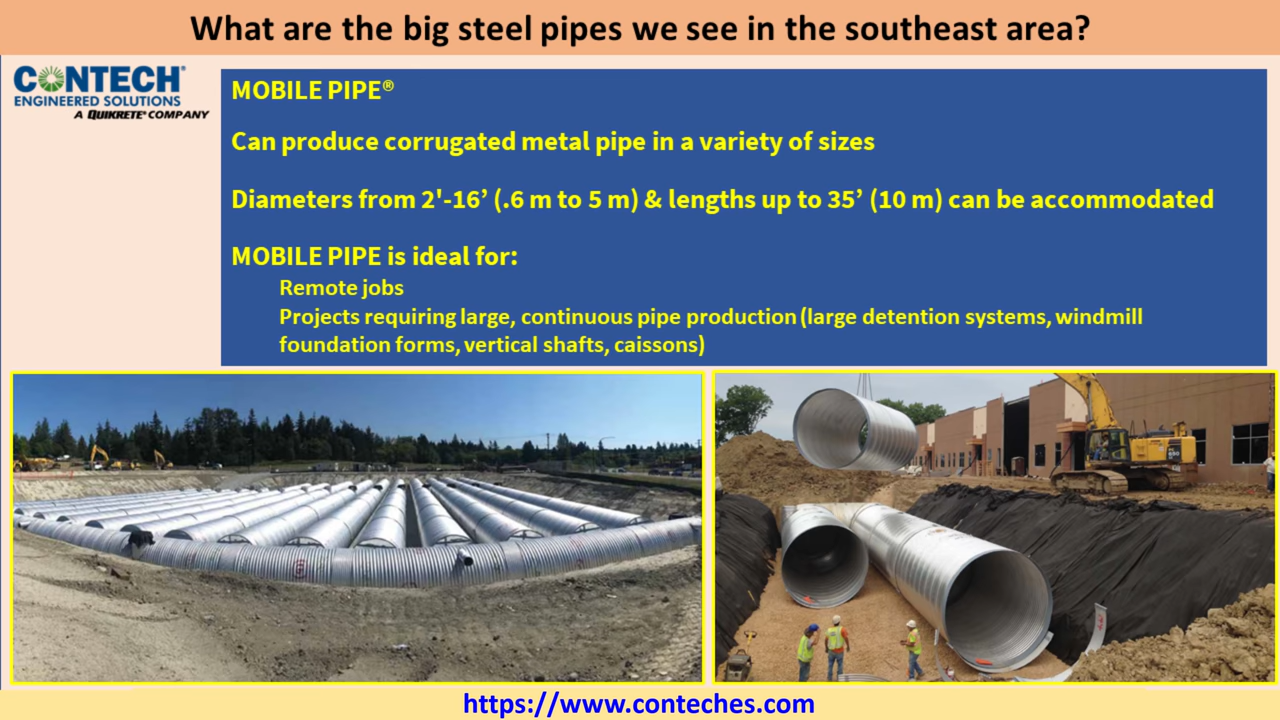 What are the big steel pipes we see in the southeast area?
CONTECH®
ENGINEERED SOLUTIONS
A QUIKRETE® COMPANY
MOBILE PIPE®
Can produce corrugated metal pipe in a variety of sizes
Diameters from 2'-16’ (.6 m to 5 m) & lengths up to 35’ (10 m) can be accommodated
MOBILE PIPE is ideal for:
Remote jobs
Projects requiring large, continuous pipe production (large detention systems, windmill
foundation forms, vertical shafts, caissons)
https://www.conteches.com